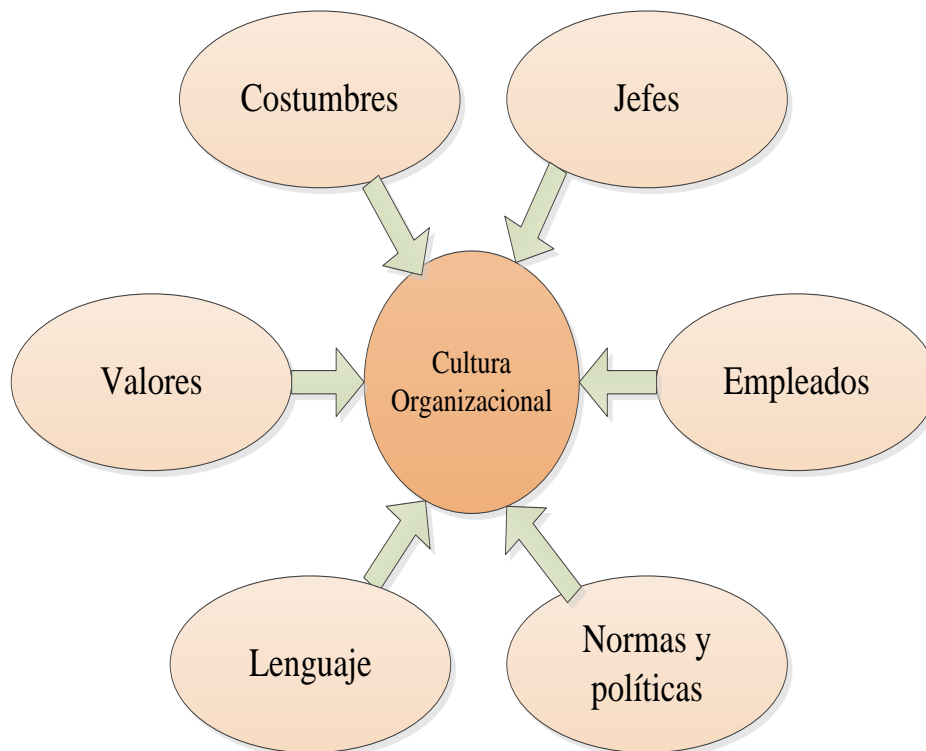 Costumbres
Jefes
Valores
Cultura
Organizacional
Empleados
Lenguaje
Normas y
políticas